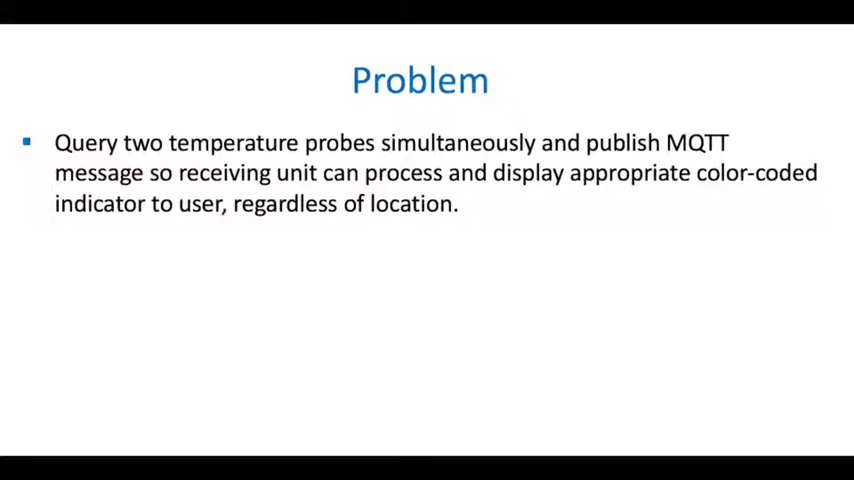 Problem
Query two temperature probes simultaneously and publish MQTT
message so receiving unit can process and display appropriate color-coded
indicator to user, regardless of location.